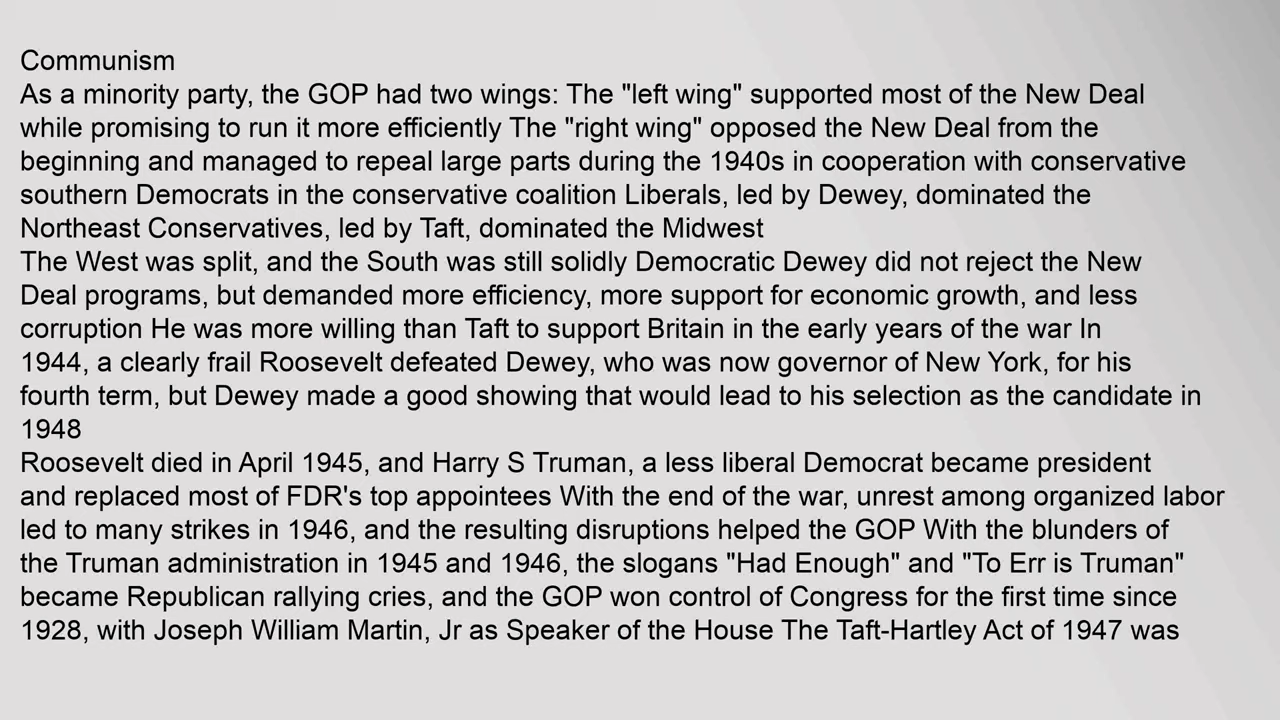 Communism
As a minority party, the GOP had two wings: The "left wing" supported most of the New Deal
while promising to run it more efficiently The "right wing" opposed the New Deal from the
beginning and managed to repeal large parts during the 1940s in cooperation with conservative
southern Democrats in the conservative coalition Liberals, led by Dewey, dominated the
Northeast Conservatives, led by Taft, dominated the Midwest
The West was split, and the South was still solidly Democratic Dewey did not reject the New
Deal programs, but demanded more efficiency, more support for economic growth, and less
corruption He was more willing than Taft to support Britain in the early years of the war In
1944, a clearly frail Roosevelt defeated Dewey, who was now governor of New York, for his
fourth term, but Dewey made a good showing that would lead to his selection as the candidate in
1948
Roosevelt died in April 1945, and Harry S Truman, a less liberal Democrat became president
and replaced most of FDR's top appointees With the end of the war, unrest among organized labor
led to many strikes in 1946, and the resulting disruptions helped the GOP With the blunders of
the Truman administration in 1945 and 1946, the slogans "Had Enough" and "To Err is Truman"
became Republican rallying cries, and the GOP won control of Congress for the first time since
1928, with Joseph William Martin, Jr as Speaker of the House The Taft-Hartley Act of 1947 was